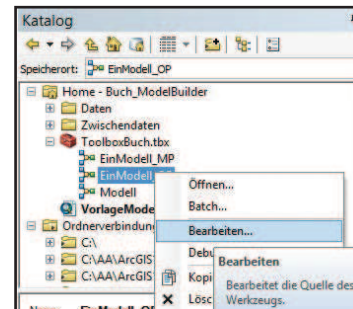 Katalog
Speicherort: EinModell_OP
Home - Buch_ModelBuilder
Daten
Zwischendaten
ToolboxBuch.tbx
EinModell_MP
EinModell
Modell
VorlageMode
Ordnerverbindung
C:\
C:\AA\ArcGIS
C:\AA\ArcGIS
Öffnen...
Batch...
Bearbeiten...
Debu
Kopi
Lösc
Bearbeiten
Bearbeitet die Quelle des
Werkzeugs.